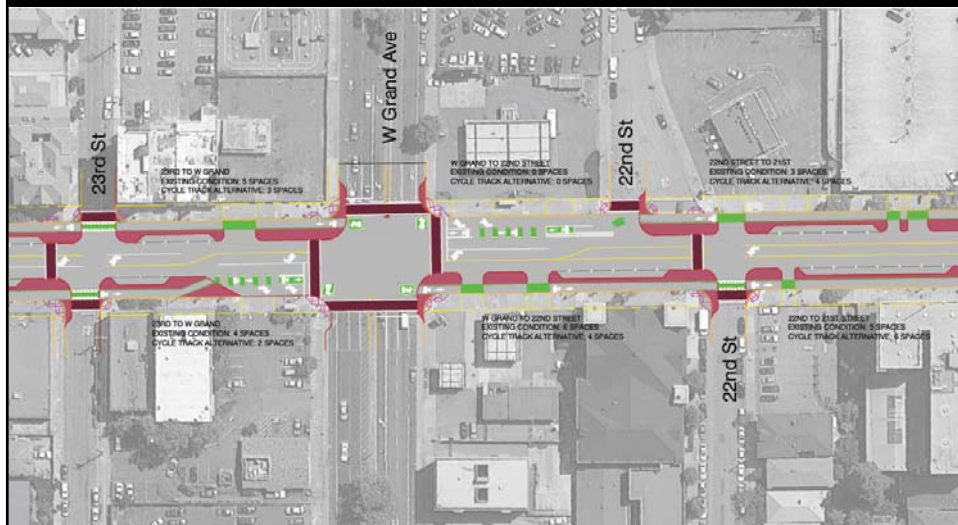 23rd St
W Grand Ave
22nd St
23RD TO W GRAND
EXISTING CONDITION: 5 SPACES
CYCLE TRACK ALTERNATIVE: 3 SPACES
W GRAND TO 22ND STREET
EXISTING CONDITION: 0 SPACES
CYCLE TRACK ALTERNATIVE: 0 SPACES
22ND STREET TO 21ST
EXISTING CONDITION: 3 SPACES
CYCLE TRACK ALTERNATIVE: 4 SPACES
23RD TO W GRAND
EXISTING CONDITION: 4 SPACES
CYCLE TRACK ALTERNATIVE: 2 SPACES
W GRAND TO 22ND STREET
EXISTING CONDITION: 6 SPACES
CYCLE TRACK ALTERNATIVE: 4 SPACES
22nd St
22ND TO 21ST STREET
EXISTING CONDITION: 5 SPACES
CYCLE TRACK ALTERNATIVE: 6 SPACES